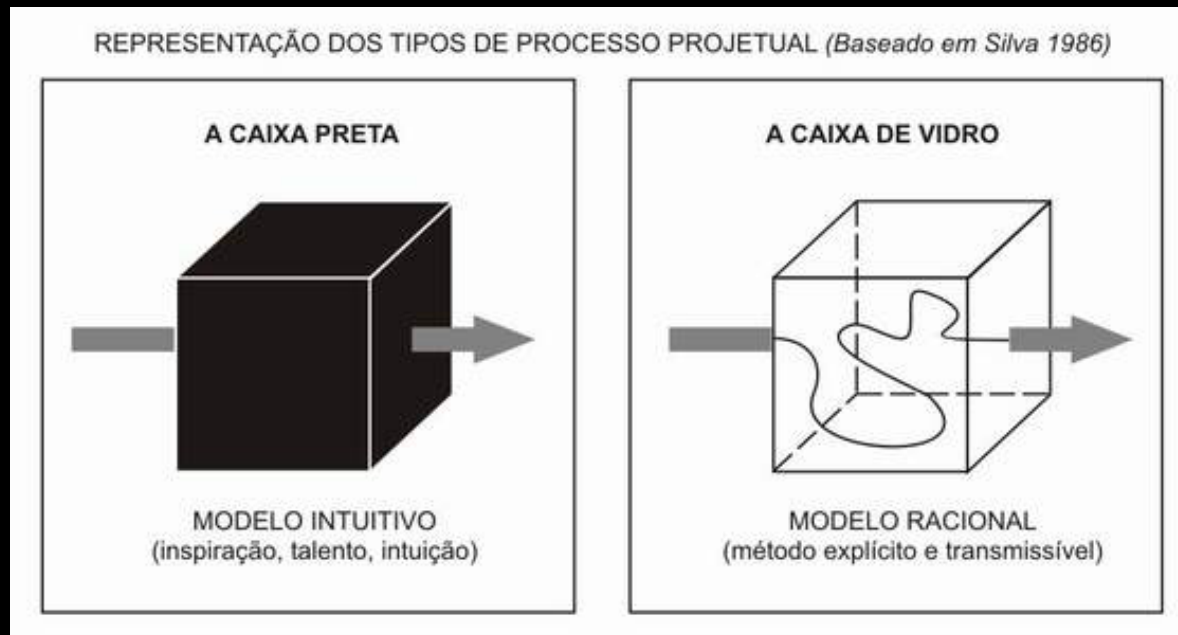 REPRESENTAÇÃO DOS TIPOS DE PROCESSO PROJETUAL (Baseado em Silva 1986)
A CAIXA PRETA
MODELO INTUITIVO
(inspiração, talento, intuição)
A CAIXA DE VIDRO
MODELO RACIONAL
(método explícito e transmissível)